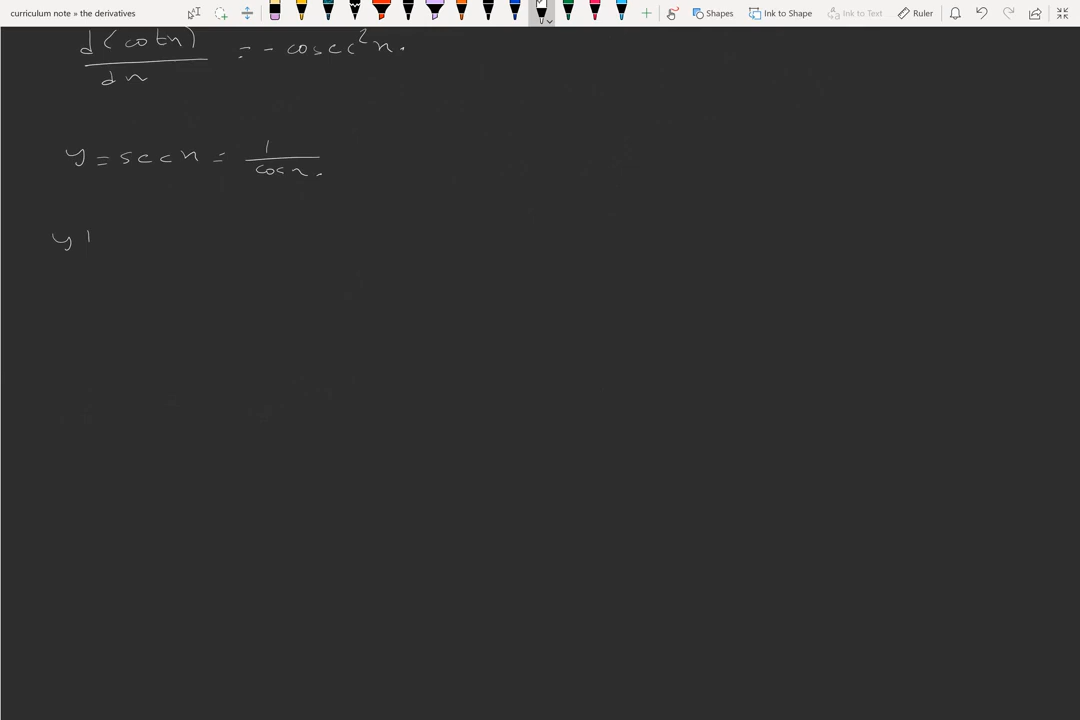 curriculum note » the derivatives
Shapes Ink to Shape Ink to Text Ruler
d(cotx)/dx = - cosec²x.
y = secx = 1/cosx.
y'